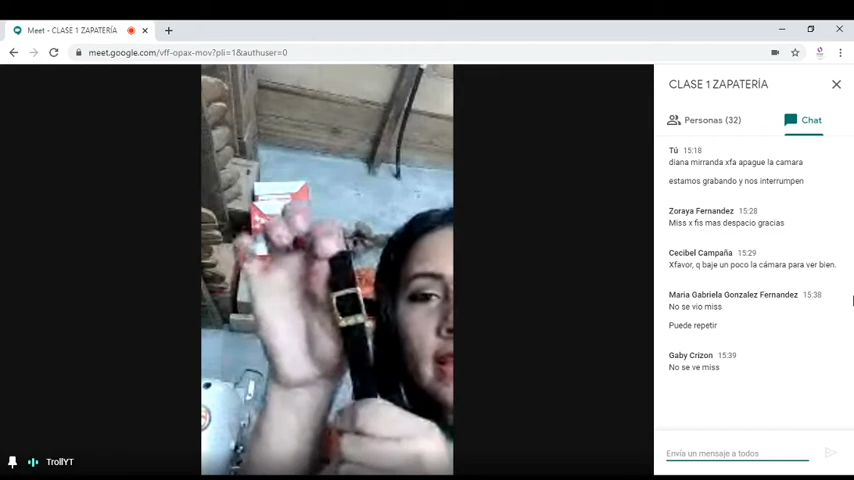 Meet - CLASE 1 ZAPATERÍA
meet.google.com/vff-opax-mov?pli=1&authuser=0
CLASE 1 ZAPATERÍA
Personas (32)
Chat
Tú 15:18
diana mirranda xfa apague la camara
estamos grabando y nos interrumpen
Zoraya Fernandez 15:28
Miss x fis mas despacio gracias
Cecibel Campaña 15:29
Xfavor, q baje un poco la cámara para ver bien.
Maria Gabriela Gonzalez Fernandez 15:38
No se vio miss
Puede repetir
Gaby Crizon 15:39
No se ve miss
Envía un mensaje a todos
TrollYT